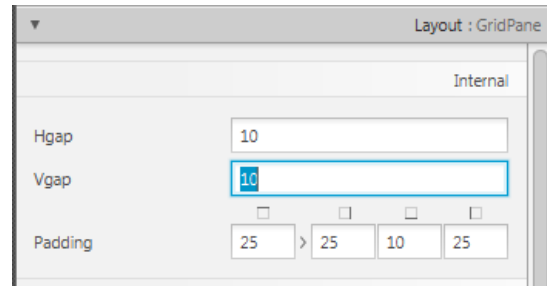 Layout : GridPane
Internal
Hgap 10
Vgap 10
Padding 25 > 25 10 25